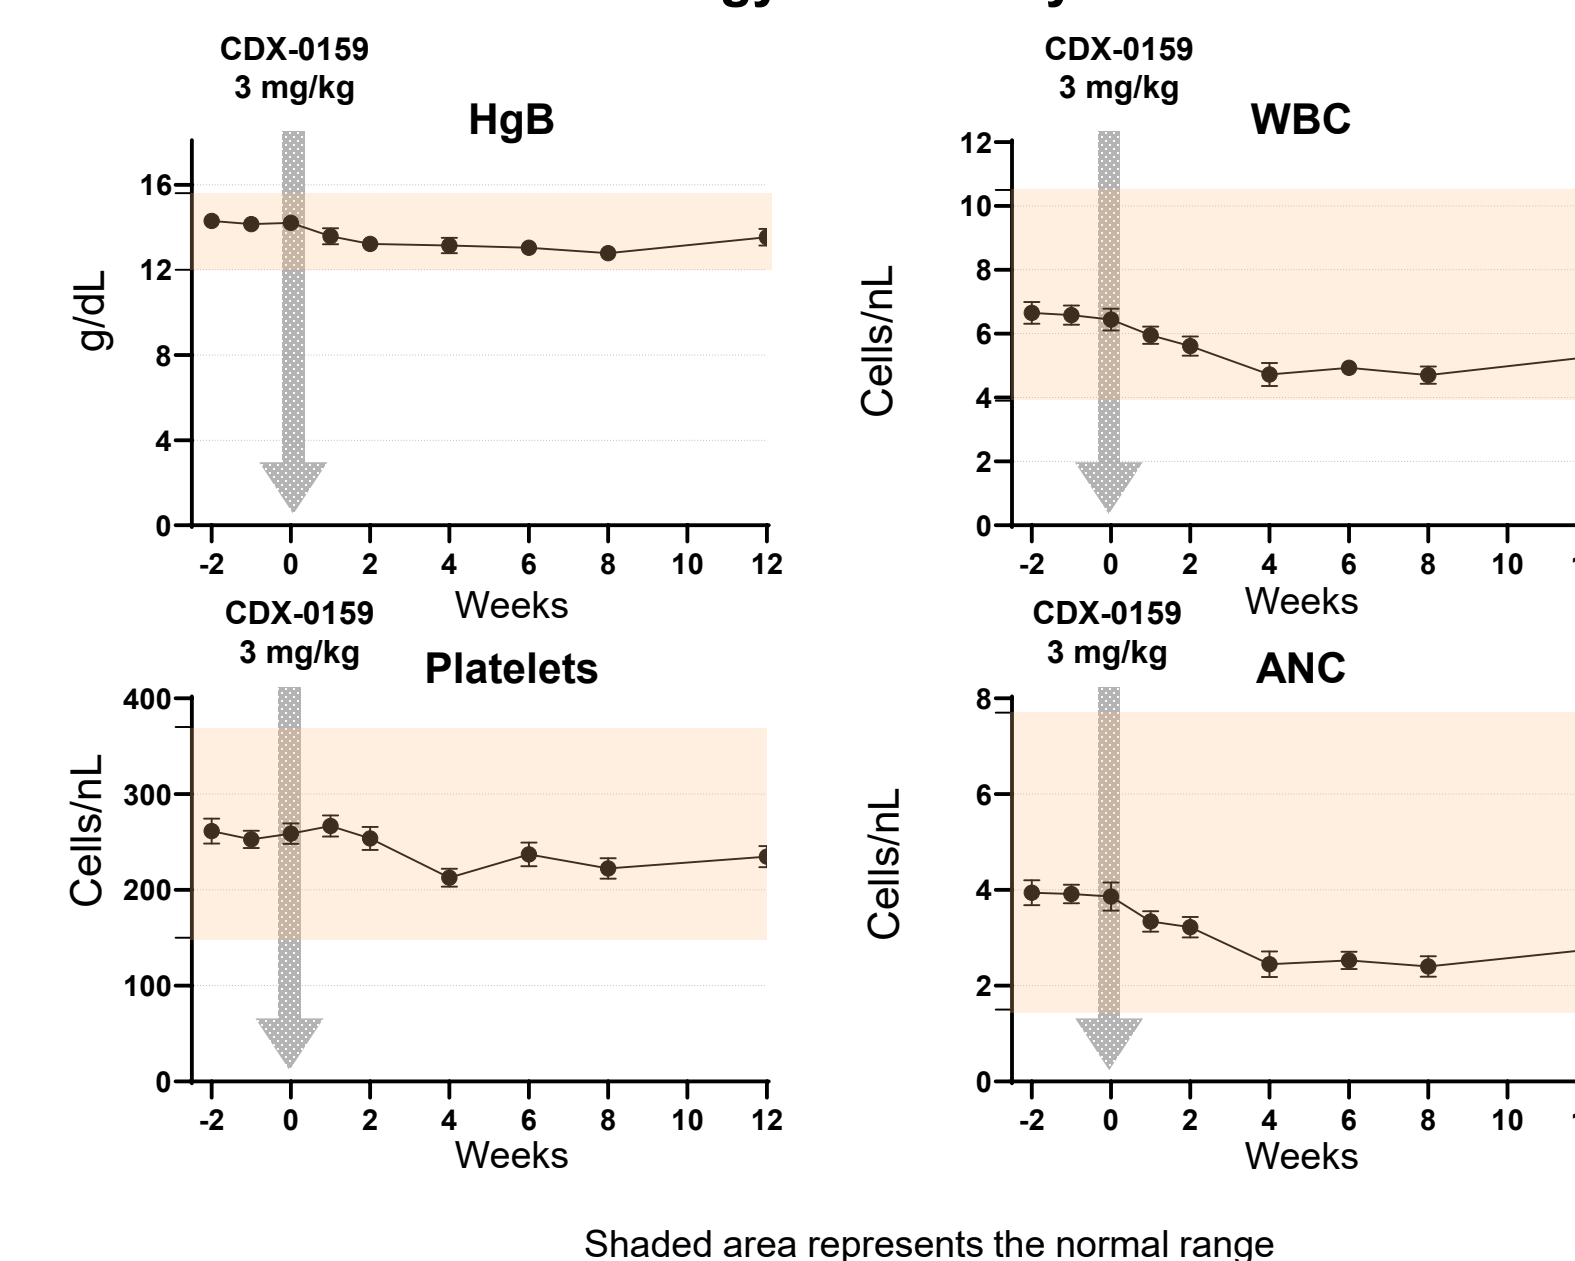 CDX-0159
3 mg/kg
HgB
16
12
8
4
0
g/dL
-2 0 2 4 6 8 10 12
Weeks
CDX-0159
3 mg/kg
WBC
12
10
8
6
4
2
0
Cells/nL
-2 0 2 4 6 8 10
Weeks
CDX-0159
3 mg/kg
Platelets
400
300
200
100
0
Cells/nL
-2 0 2 4 6 8 10 12
Weeks
CDX-0159
3 mg/kg
ANC
8
6
4
2
0
Cells/nL
-2 0 2 4 6 8 10
Weeks
Shaded area represents the normal range